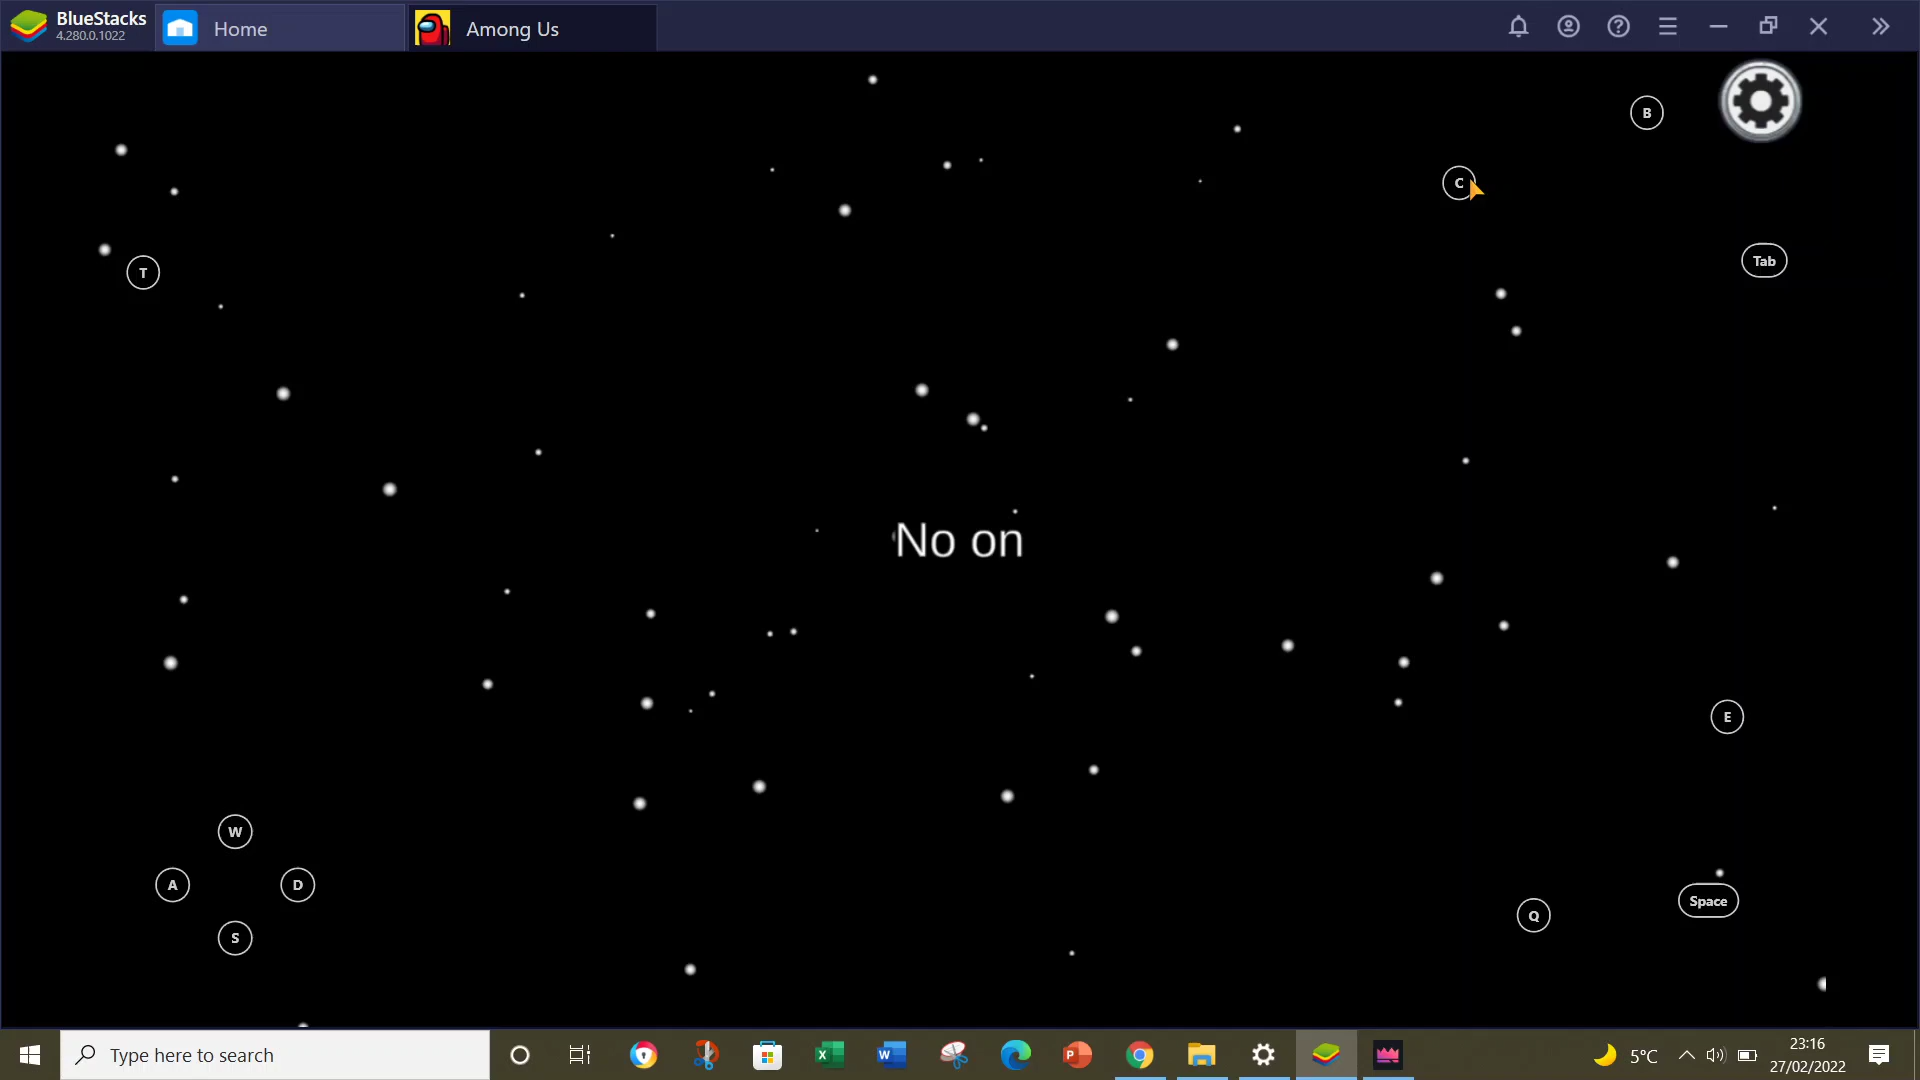 BlueStacks
4.280.0.1022
Home
Among Us
B
C
T
Tab
No on
E
W
A
D
S
Q
Space
Type here to search
5°C
23:16
27/02/2022